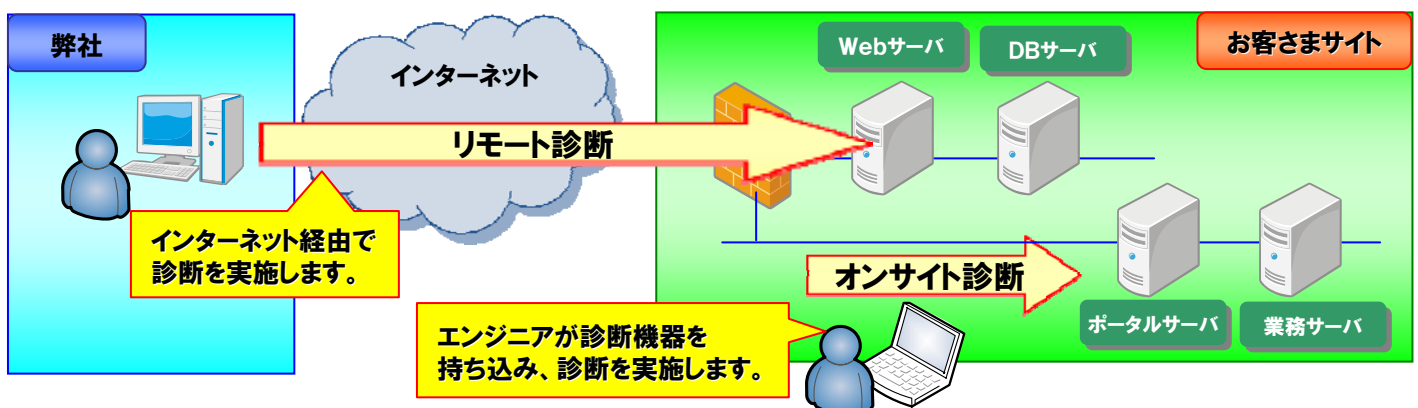 弊社
インターネット
Webサーバ
DBサーバ
お客さまサイト
リモート診断
インターネット経由で
診断を実施します。
オンサイト診断
エンジニアが診断機器を
持ち込み、診断を実施します。
ポータルサーバ
業務サーバ